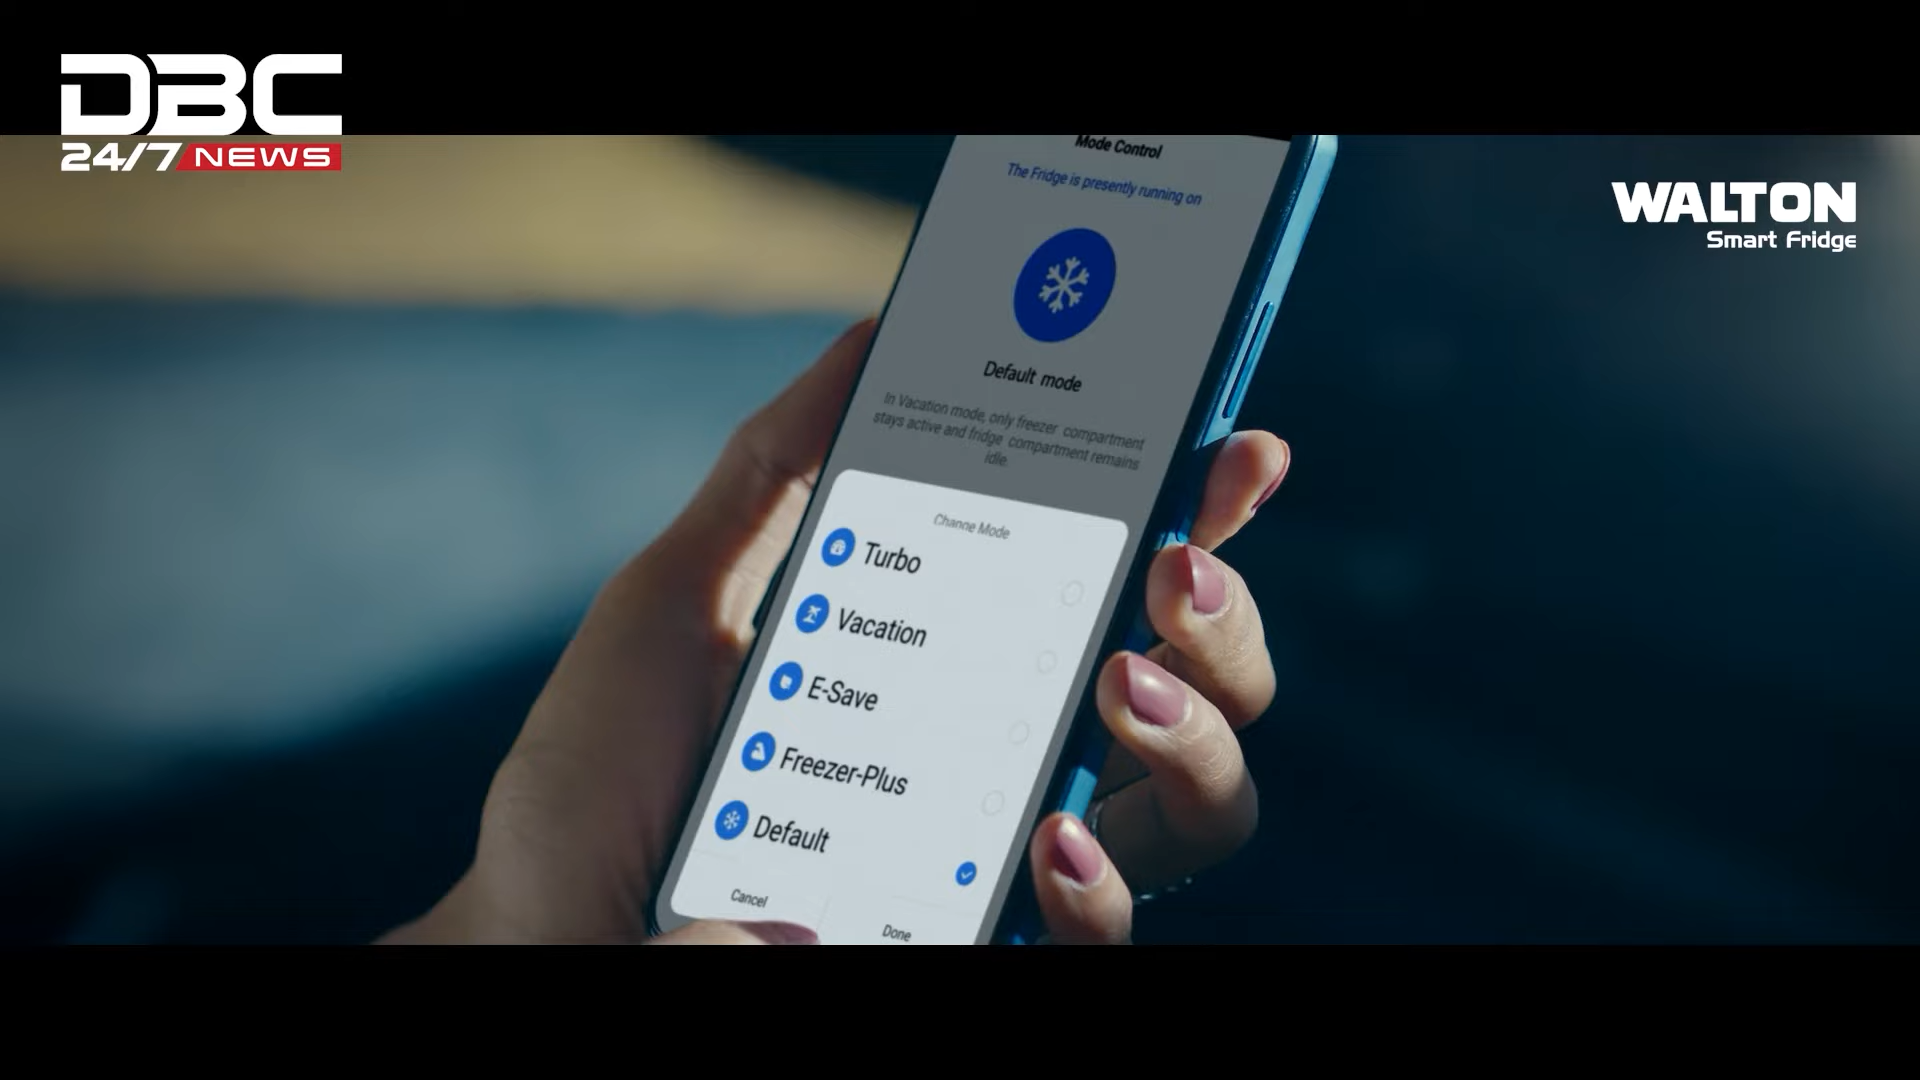 DBC
24/7 NEWS
WALTON
Smart Fridge
Mode Control
The Fridge is presently running on
Default mode
In Vacation mode, only freezer compartment
stays active and fridge compartment remains
idle.
Change Mode
Turbo
Vacation
E-Save
Freezer-Plus
Default
Cancel
Done